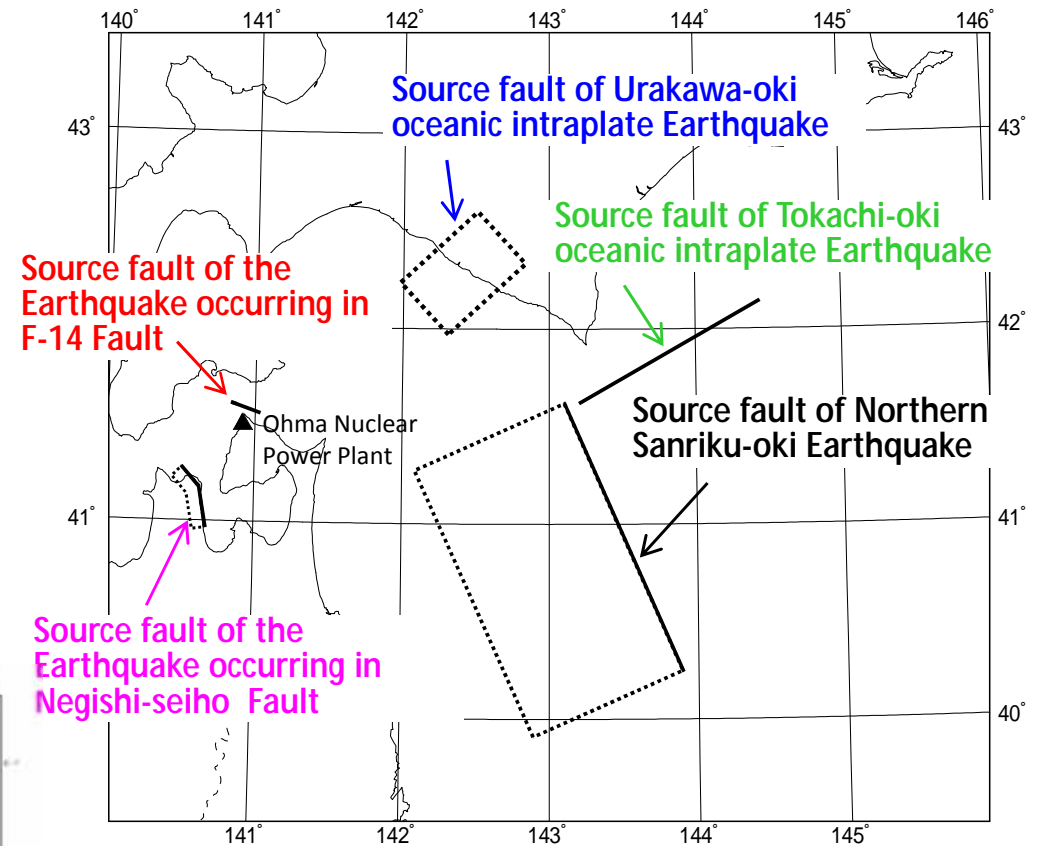 140° 141° 142° 143° 144° 145° 146°
Source fault of Urakawa-oki
oceanic intraplate Earthquake
43°
43°
Source fault of Tokachi-oki
oceanic intraplate Earthquake
Source fault of the
Earthquake occurring in
F-14 Fault
42°
Source fault of Northern
Sanriku-oki Earthquake
Ohma Nuclear
Power Plant
41°
41°
Source fault of the
Earthquake occurring in
Negishi-seiho Fault
40°
141° 142° 143° 144° 145°